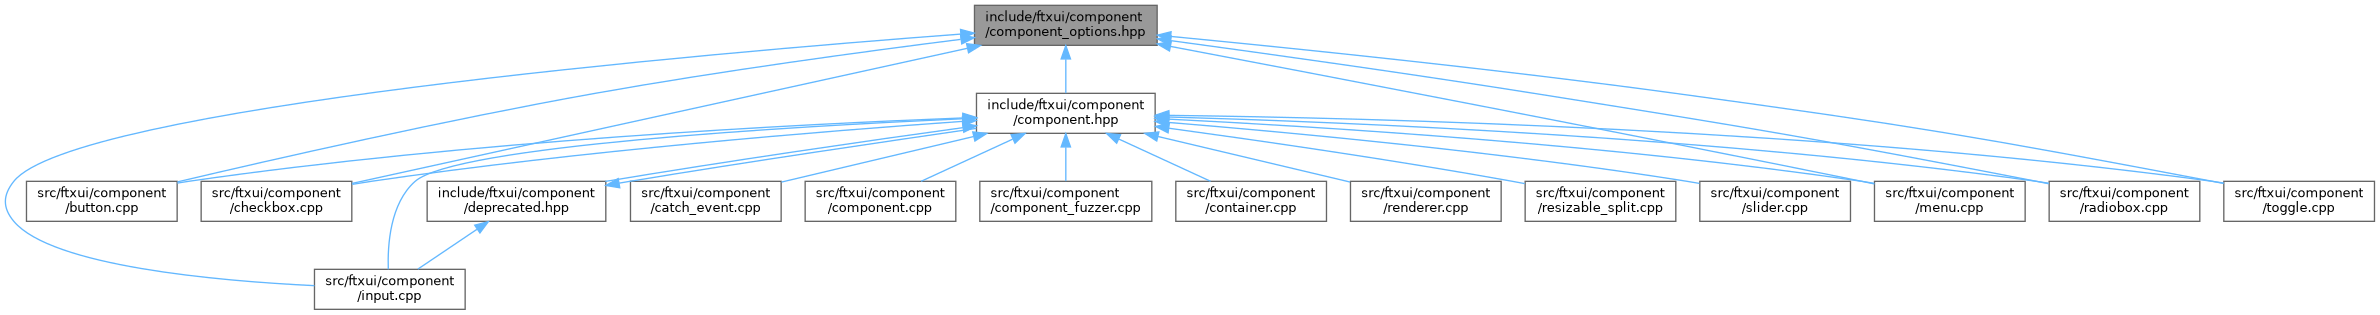 include/ftxui/component
/component_options.hpp
include/ftxui/component
/component.hpp
src/ftxui/component
/button.cpp
src/ftxui/component
/checkbox.cpp
include/ftxui/component
/deprecated.hpp
src/ftxui/component
/catch_event.cpp
src/ftxui/component
/component.cpp
src/ftxui/component
/component_fuzzer.cpp
src/ftxui/component
/container.cpp
src/ftxui/component
/renderer.cpp
src/ftxui/component
/resizable_split.cpp
src/ftxui/component
/slider.cpp
src/ftxui/component
/menu.cpp
src/ftxui/component
/radiobox.cpp
src/ftxui/component
/toggle.cpp
src/ftxui/component
/input.cpp